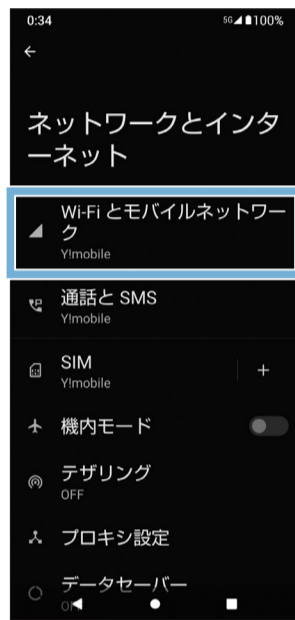 0:34
5G 100%
ネットワークとインタ
ーネット
Wi-Fi とモバイルネットワー
ク
Y!mobile
通話と SMS
Y!mobile
SIM
Y!mobile
機内モード
テザリング
OFF
プロキシ設定
データセーバー